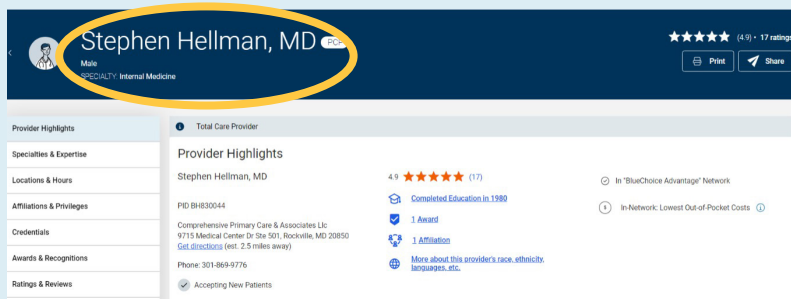 Stephen Hellman, MD PCP
Male
SPECIALTY: Internal Medicine
(4.9) • 17 ratings
Print
Share
Provider Highlights
Specialties & Expertise
Locations & Hours
Affiliations & Privileges
Credentials
Awards & Recognitions
Ratings & Reviews
Total Care Provider
Provider Highlights
Stephen Hellman, MD
PID BH830044
Comprehensive Primary Care & Associates Llc
9715 Medical Center Dr Ste 501, Rockville, MD 20850
Get directions (est. 2.5 miles away)
Phone: 301-869-9776
Accepting New Patients
4.9 (17)
Completed Education in 1980
1 Award
1 Affiliation
More about this provider's race, ethnicity,
languages, etc.
In "BlueChoice Advantage" Network
$ In-Network: Lowest Out-of-Pocket Costs